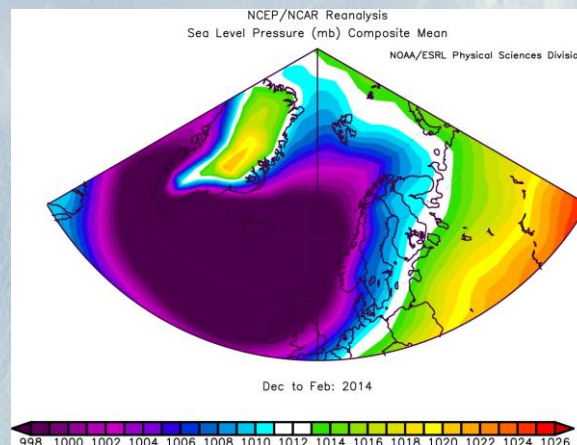 NCEP/NCAR Reanalysis
Sea Level Pressure (mb) Composite Mean
NOAA/ESRL Physical Sciences Division
Dec to Feb: 2014
998 1000 1002 1004 1006 1008 1010 1012 1014 1016 1018 1020 1022 1024 1026